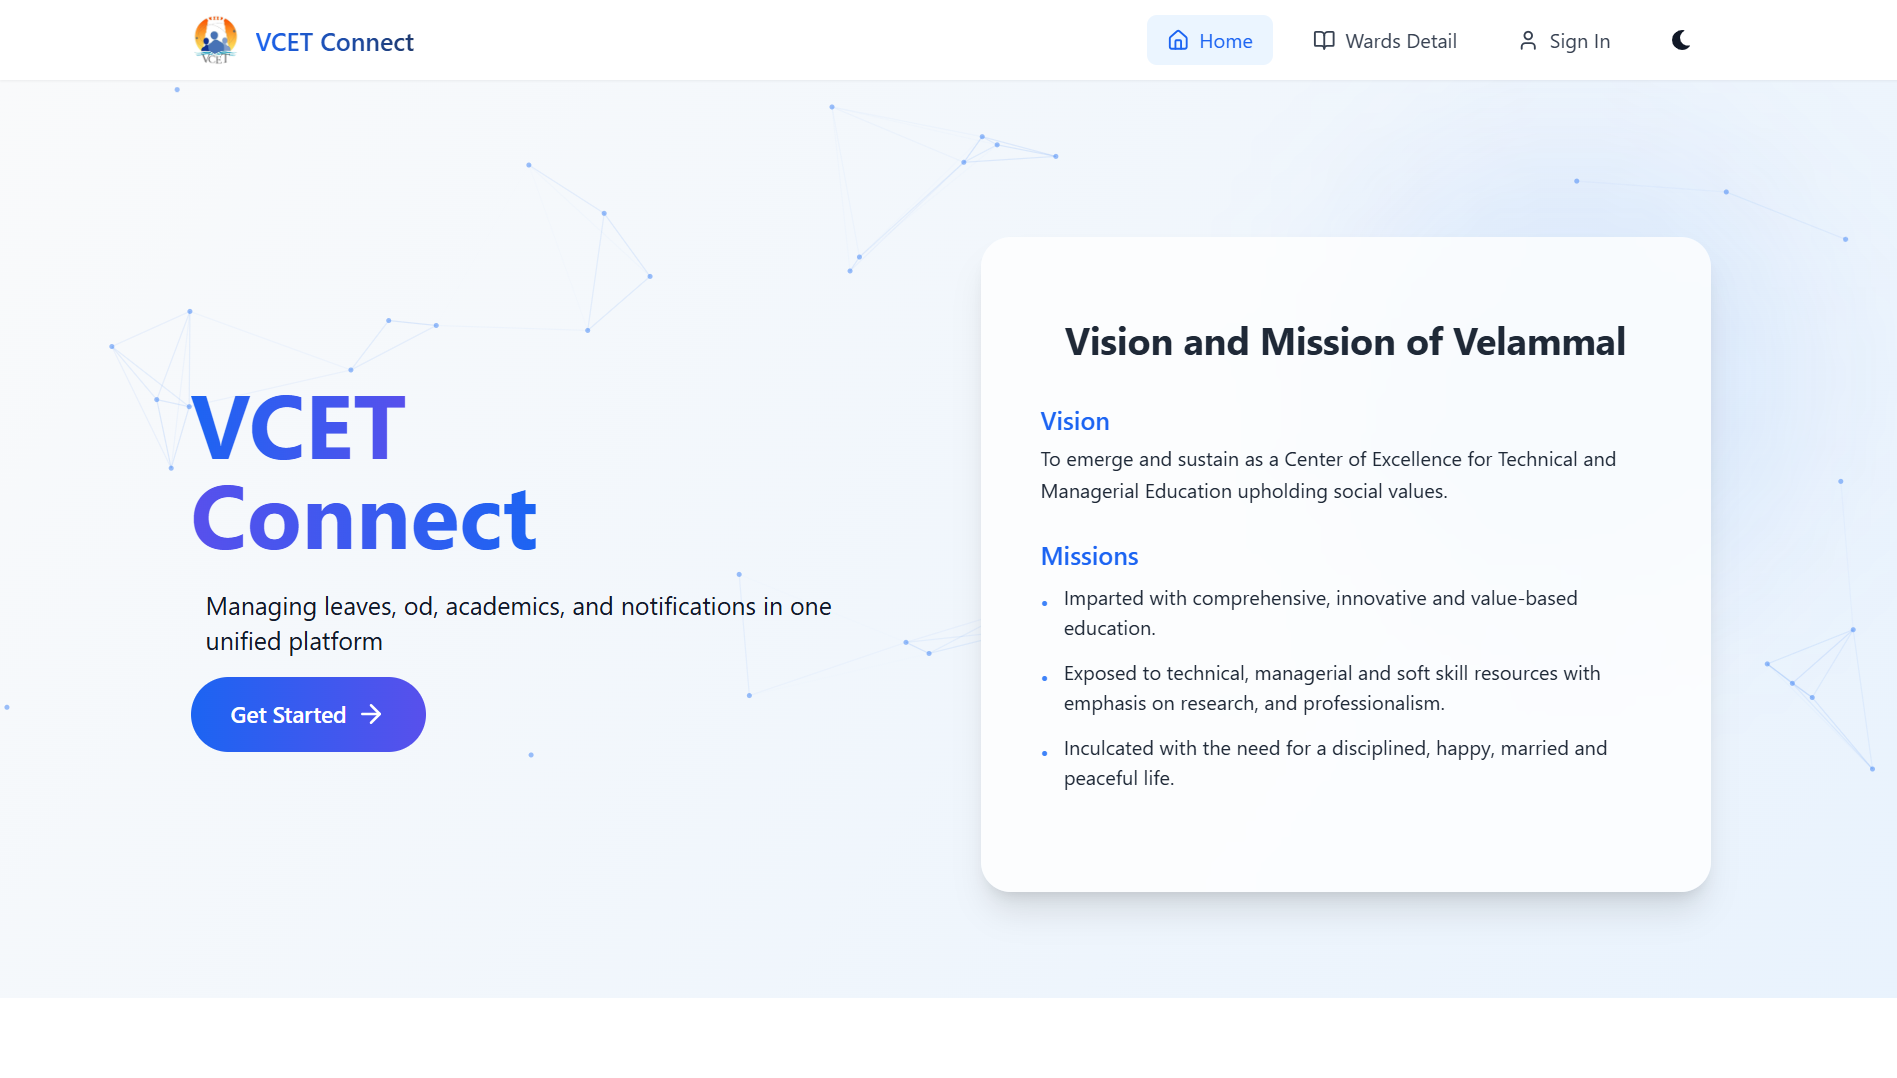 VCET
VCET Connect
Home
Wards Detail
Sign In
VCET
Connect
Managing leaves, od, academics, and notifications in one
unified platform
Get Started
Vision and Mission of Velammal
Vision
To emerge and sustain as a Center of Excellence for Technical and
Managerial Education upholding social values.
Missions
Imparted with comprehensive, innovative and value-based
education.
Exposed to technical, managerial and soft skill resources with
emphasis on research, and professionalism.
Inculcated with the need for a disciplined, happy, married and
peaceful life.